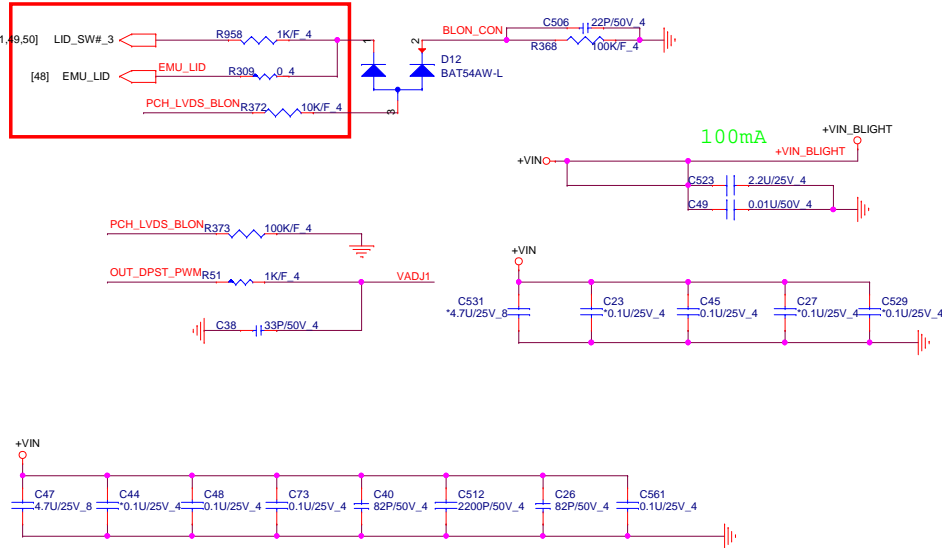 1,49,50] LID_SW#_3 R958 1K/F_4
[48] EMU_LID EMU_LID R309 0_4
PCH_LVDS_BLON R372 10K/F_4
1 2 3
BLON_CON
D12
BAT54AW-L
C506 22P/50V_4
R368 100K/F_4
100mA
+VIN +VIN_BLIGHT +VIN_BLIGHT
C523 2.2U/25V_4
C49 0.01U/50V_4
PCH_LVDS_BLON R373 100K/F_4
OUT_DPST_PWM R51 1K/F_4 VADJ1
C38 33P/50V_4
+VIN
C531 C23 C45 C27 C529
*4.7U/25V_8 *0.1U/25V_4 0.1U/25V_4 *0.1U/25V_4 *0.1U/25V_4
+VIN
C47 C44 C48 C73 C40 C512 C26 C561
4.7U/25V_8 *0.1U/25V_4 0.1U/25V_4 0.1U/25V_4 82P/50V_4 2200P/50V_4 82P/50V_4 0.1U/25V_4